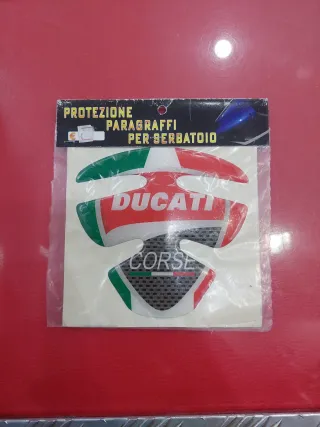 PROTEZIONE
PARAGRAFFI
PER SERBATOIO
DUCATI
CORSE